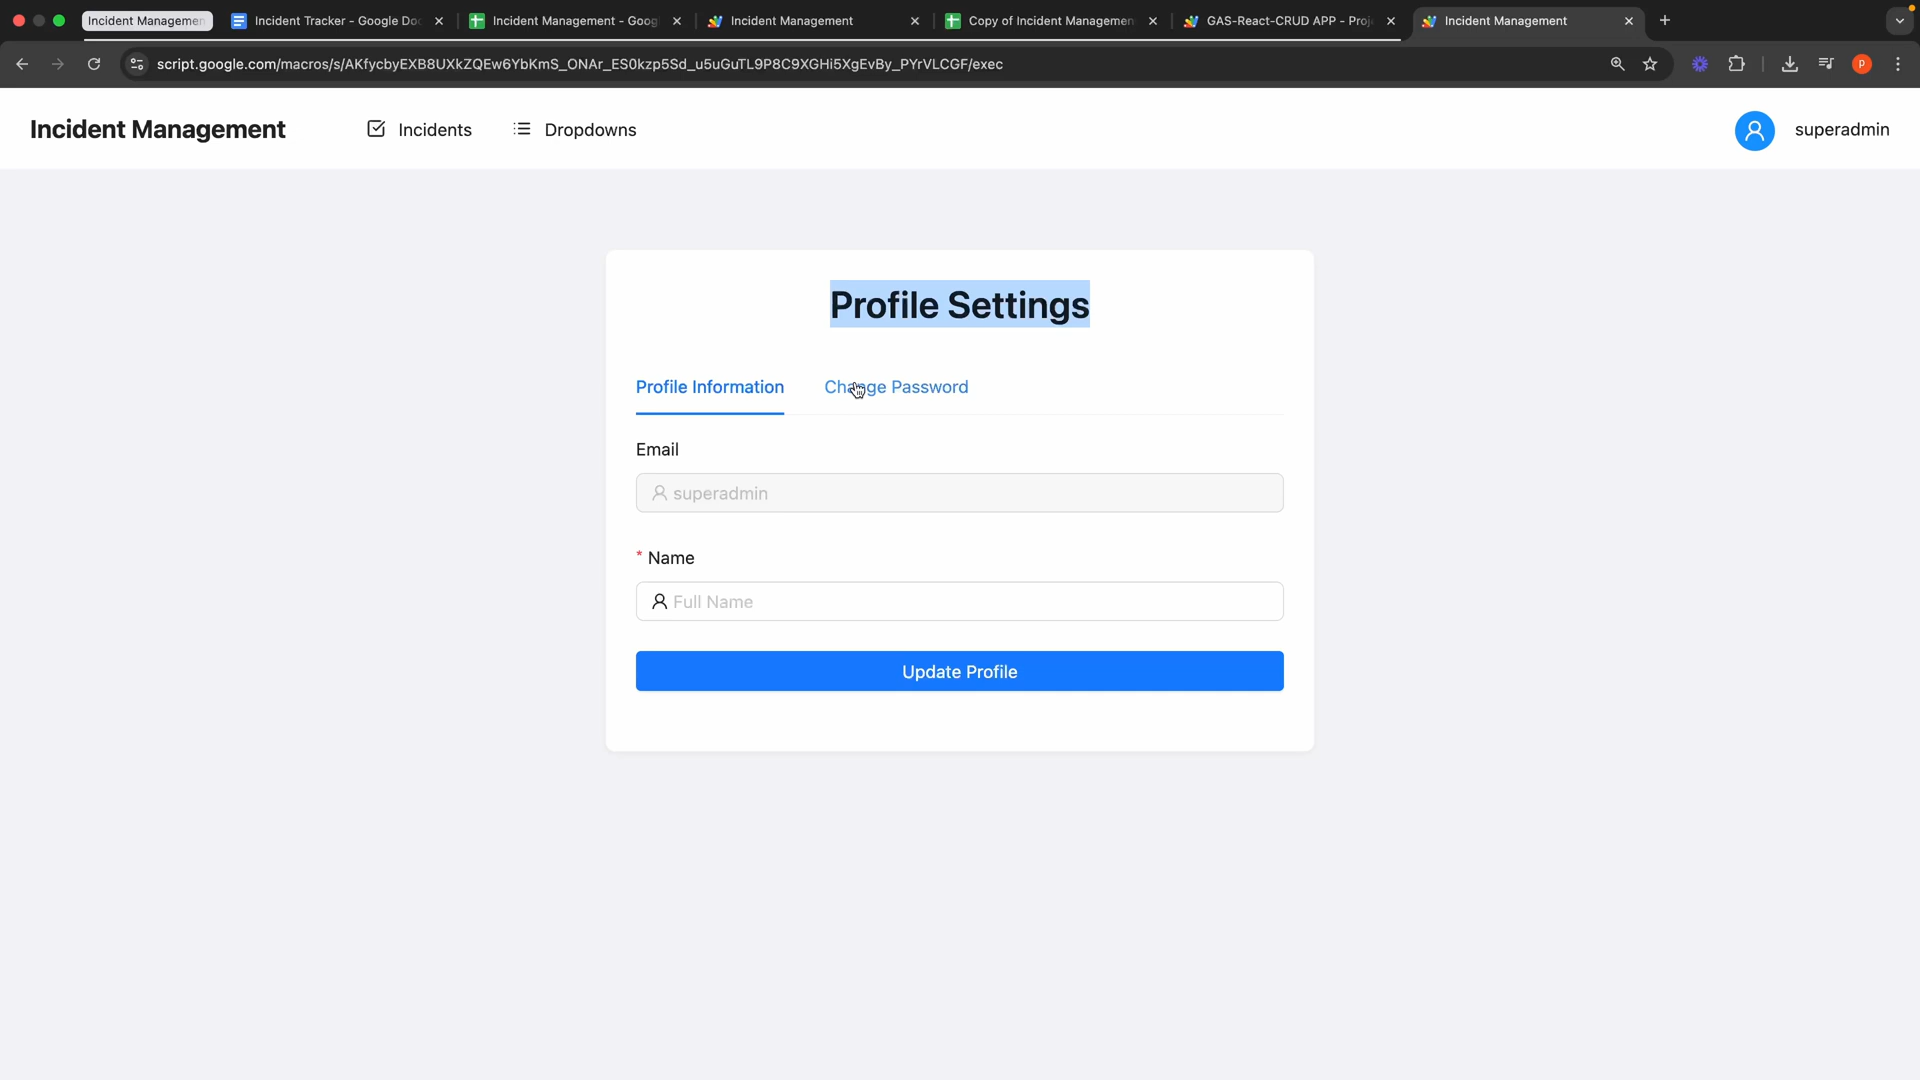 Incident Managemen
Incident Tracker - Google Doc
Incident Management - Goog
Incident Management
Copy of Incident Managemen
GAS-React-CRUD APP - Proj
Incident Management
script.google.com/macros/s/AKfycbyEXB8UXkZQEw6YbKmS_ONAr_ES0kzp5Sd_u5uGuTL9P8C9XGHi5XgEvBy_PYrVLCGF/exec
P
Incident Management
Incidents
Dropdowns
superadmin
Profile Settings
Profile Information
Change Password
Email
superadmin
* Name
Full Name
Update Profile